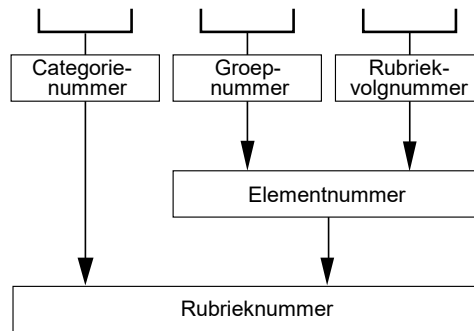 Categorie-
nummer
Groep-
nummer
Rubriek-
volgnummer
Elementnummer
Rubrieknummer